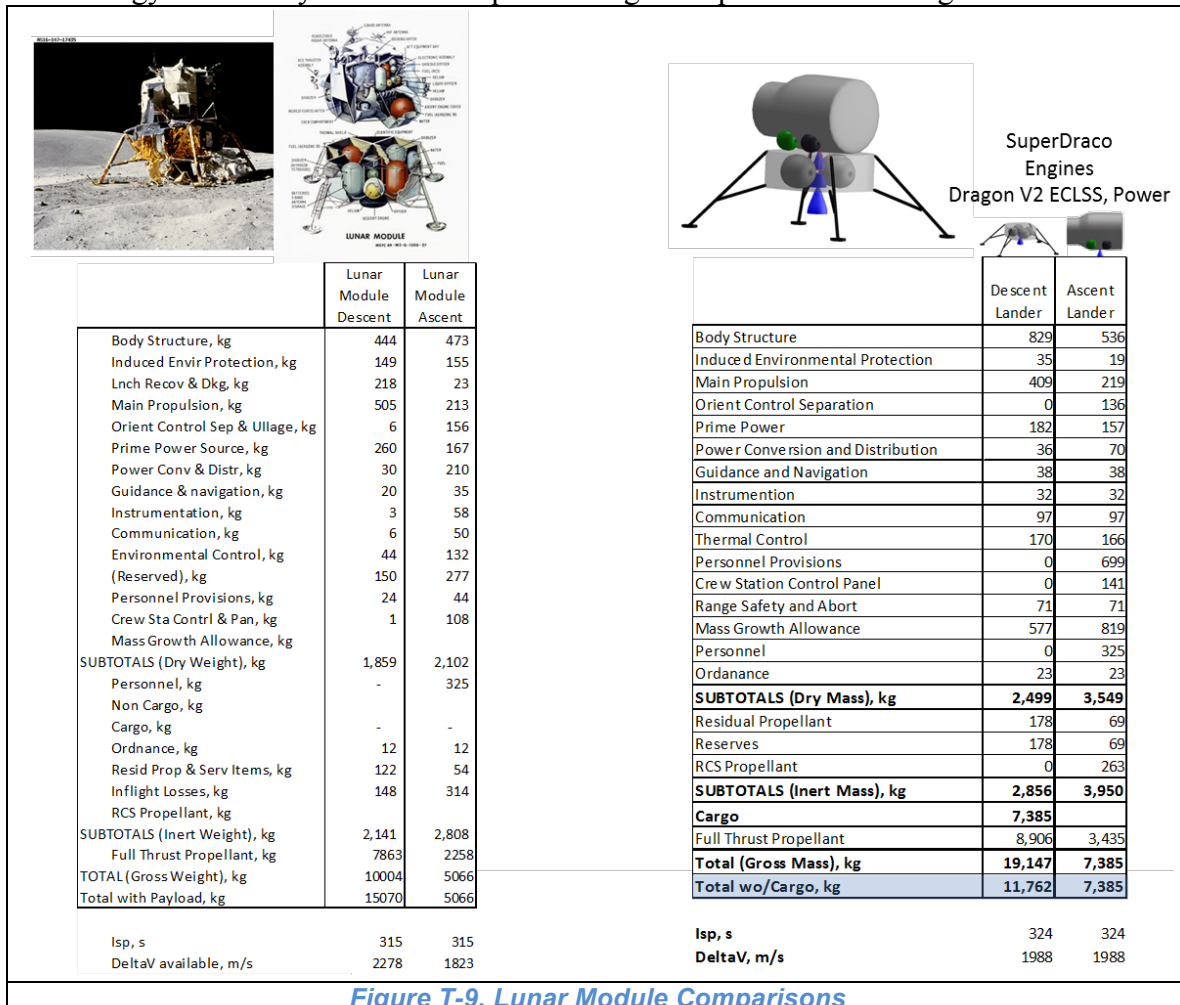 NS16-107-17435
LUNAR MODULE
SuperDraco
Engines
Dragon V2 ECLSS, Power
Lunar Module Descent Lunar Module Ascent
Body Structure, kg 444 473
Induced Envir Protection, kg 149 155
Lnch Recov & Dkg, kg 218 23
Main Propulsion, kg 505 213
Orient Control Sep & Ullage, kg 6 156
Prime Power Source, kg 260 167
Power Conv & Distr, kg 30 210
Guidance & navigation, kg 20 35
Instrumentation, kg 3 58
Communication, kg 6 50
Environmental Control, kg 44 132
(Reserved), kg 150 277
Personnel Provisions, kg 24 44
Crew Sta Contrl & Pan, kg 1 108
Mass Growth Allowance, kg
SUBTOTALS (Dry Weight), kg 1,859 2,102
Personnel, kg - 325
Non Cargo, kg
Cargo, kg - -
Ordnance, kg 12 12
Resid Prop & Serv Items, kg 122 54
Inflight Losses, kg 148 314
RCS Propellant, kg
SUBTOTALS (Inert Weight), kg 2,141 2,808
Full Thrust Propellant, kg 7863 2258
TOTAL (Gross Weight), kg 10004 5066
Total with Payload, kg 15070 5066
Isp, s 315 315
DeltaV available, m/s 2278 1823
Descent Lander Ascent Lander
Body Structure 829 536
Induced Environmental Protection 35 19
Main Propulsion 409 219
Orient Control Separation 0 136
Prime Power 182 157
Power Conversion and Distribution 36 70
Guidance and Navigation 38 38
Instrumention 32 32
Communication 97 97
Thermal Control 170 166
Personnel Provisions 0 699
Crew Station Control Panel 0 141
Range Safety and Abort 71 71
Mass Growth Allowance 577 819
Personnel 0 325
Ordanance 23 23
SUBTOTALS (Dry Mass), kg 2,499 3,549
Residual Propellant 178 69
Reserves 178 69
RCS Propellant 0 263
SUBTOTALS (Inert Mass), kg 2,856 3,950
Cargo 7,385
Full Thrust Propellant 8,906 3,435
Total (Gross Mass), kg 19,147 7,385
Total wo/Cargo, kg 11,762 7,385
Isp, s 324 324
DeltaV, m/s 1988 1988
Figure T-9. Lunar Module Comparisons